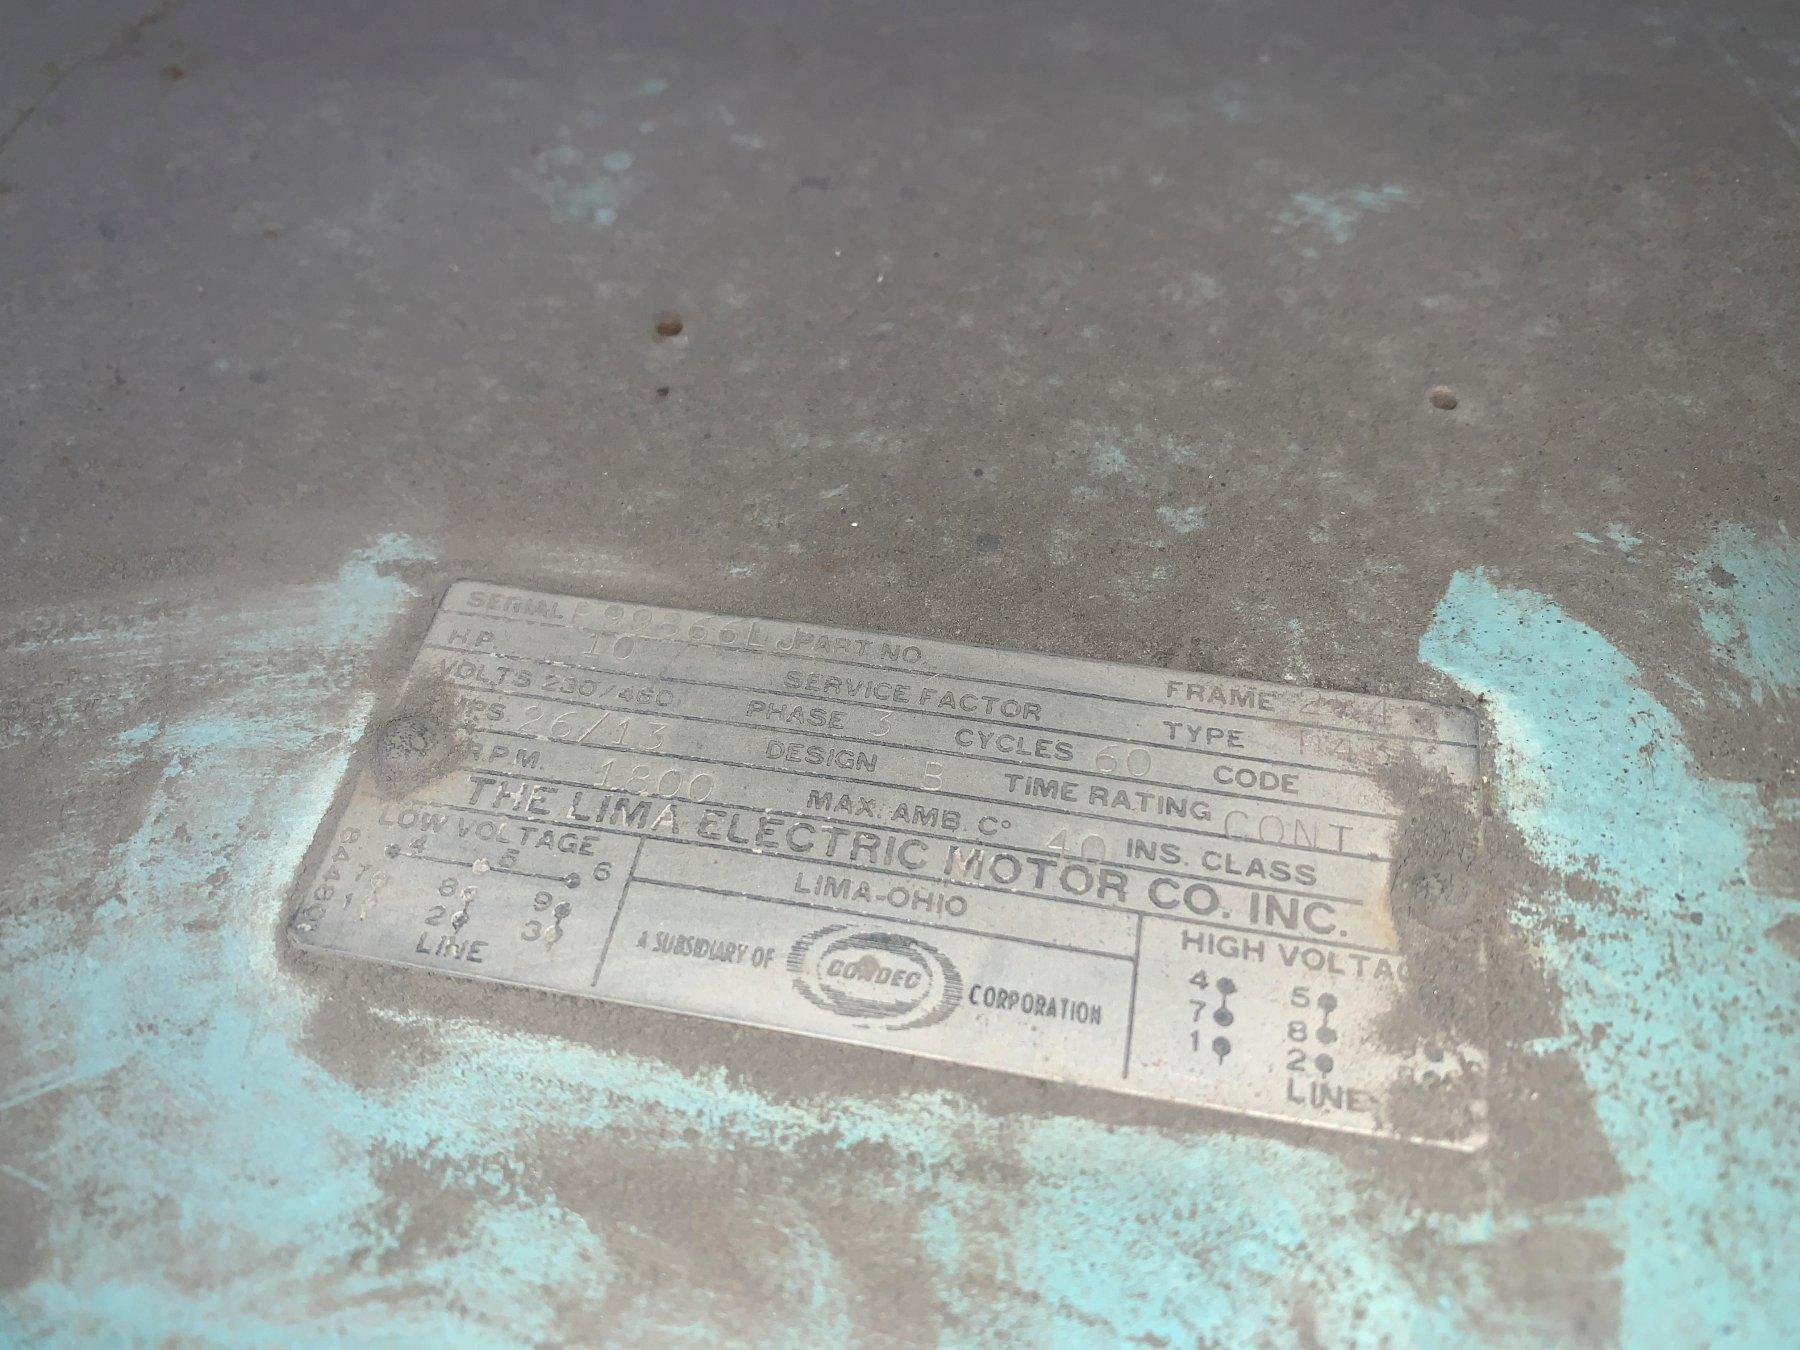 SERIAL PART NO. FRAME
H.P. 10 SERVICE FACTOR TYPE
VOLTS 230/460 PHASE 3 CYCLES 60 CODE
26/13 DESIGN B TIME RATING CONT.
R.P.M. 1800 MAX. AMB. C° 40 INS. CLASS
THE LIMA ELECTRIC MOTOR CO. INC.
LIMA-OHIO
LOW VOLTAGE
4 5 6
7 8 9
1 2 3
LINE
A SUBSIDIARY OF CONDEC CORPORATION
HIGH
4 5
7 8
1 2
LINE